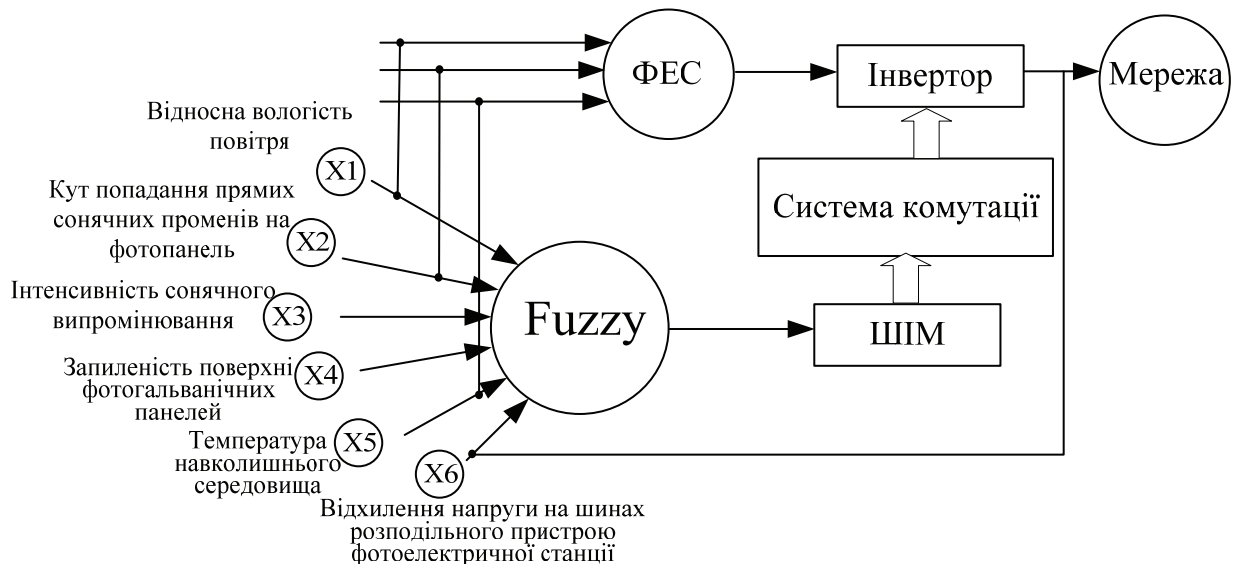 ФЕС
Інвертор
Мережа
Відносна вологість
повітря
X1
Кут попадання прямих
сонячних променів на
фотопанель
X2
Система комутації
Інтенсивність сонячного
випромінювання
X3
Fuzzy
ШІМ
Запиленість поверхні
фотогальванічних
панелей
X4
Температура
навколишнього
середовища
X5
X6
Відхилення напруги на шинах
розподільного пристрою
фотоелектричної станції